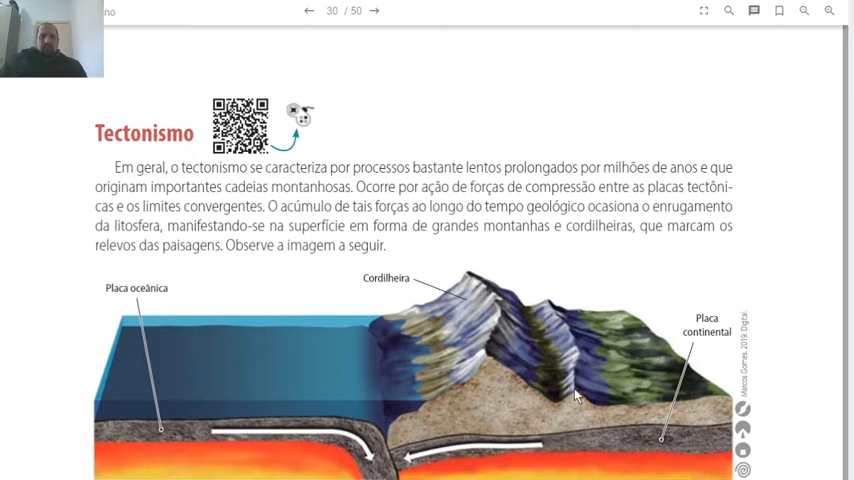 no
30 / 50
Tectonismo
Em geral, o tectonismo se caracteriza por processos bastante lentos prolongados por milhões de anos e que
originam importantes cadeias montanhosas. Ocorre por ação de forças de compressão entre as placas tectôni-
cas e os limites convergentes. O acúmulo de tais forças ao longo do tempo geológico ocasiona o enrugamento
da litosfera, manifestando-se na superfície em forma de grandes montanhas e cordilheiras, que marcam os
relevos das paisagens. Observe a imagem a seguir.
Cordilheira
Placa oceânica
Placa
continental
Marcos Gomes. 2019. Digital.